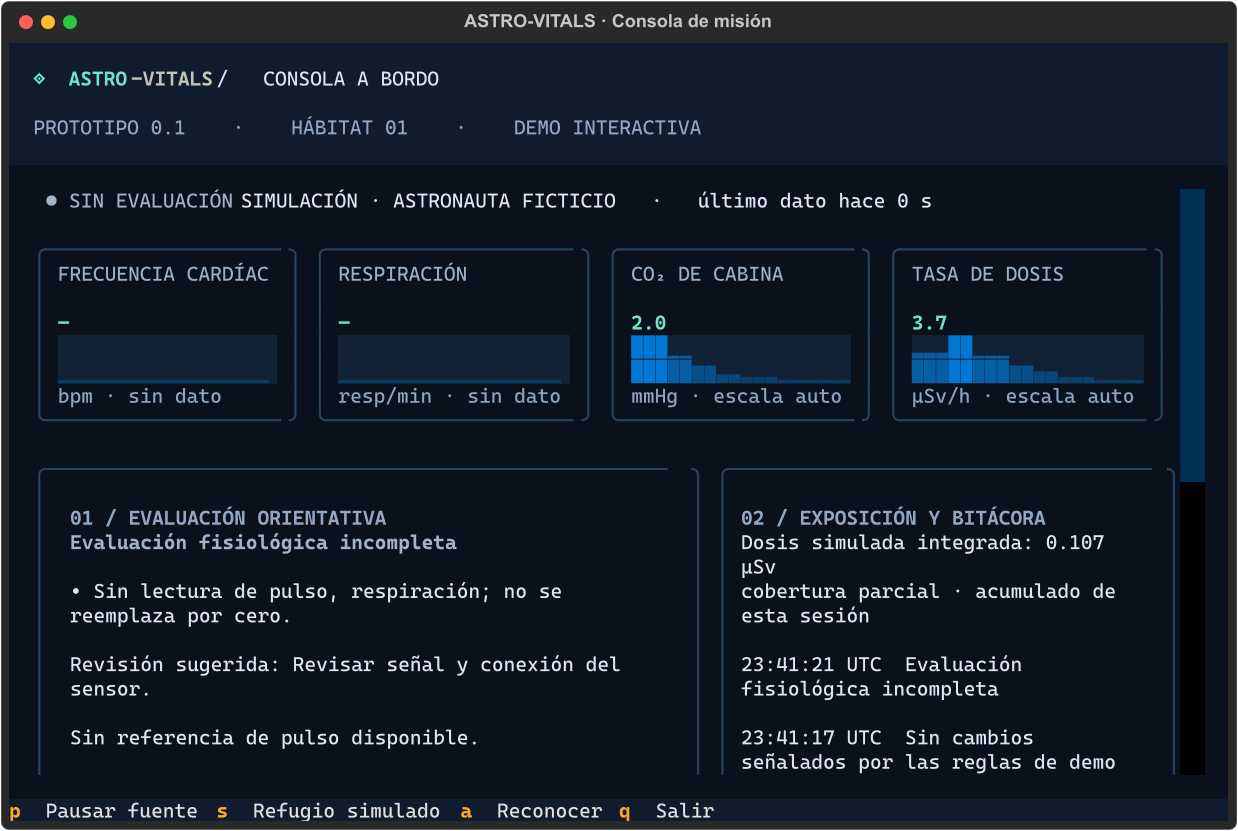 ASTRO-VITALS · Consola de misión
ASTRO-VITALS/ CONSOLA A BORDO
PROTOTIPO 0.1 · HÁBITAT 01 · DEMO INTERACTIVA
SIN EVALUACIÓN SIMULACIÓN · ASTRONAUTA FICTICIO · último dato hace 0 s
FRECUENCIA CARDÍAC
—
bpm · sin dato
RESPIRACIÓN
—
resp/min · sin dato
CO₂ DE CABINA
2.0
mmHg · escala auto
TASA DE DOSIS
3.7
µSv/h · escala auto
01 / EVALUACIÓN ORIENTATIVA
Evaluación fisiológica incompleta
• Sin lectura de pulso, respiración; no se
reemplaza por cero.
Revisión sugerida: Revisar señal y conexión del
sensor.
Sin referencia de pulso disponible.
02 / EXPOSICIÓN Y BITÁCORA
Dosis simulada integrada: 0.107
µSv
cobertura parcial · acumulado de
esta sesión
23:41:21 UTC Evaluación
fisiológica incompleta
23:41:17 UTC Sin cambios
señalados por las reglas de demo
p Pausar fuente s Refugio simulado a Reconocer q Salir